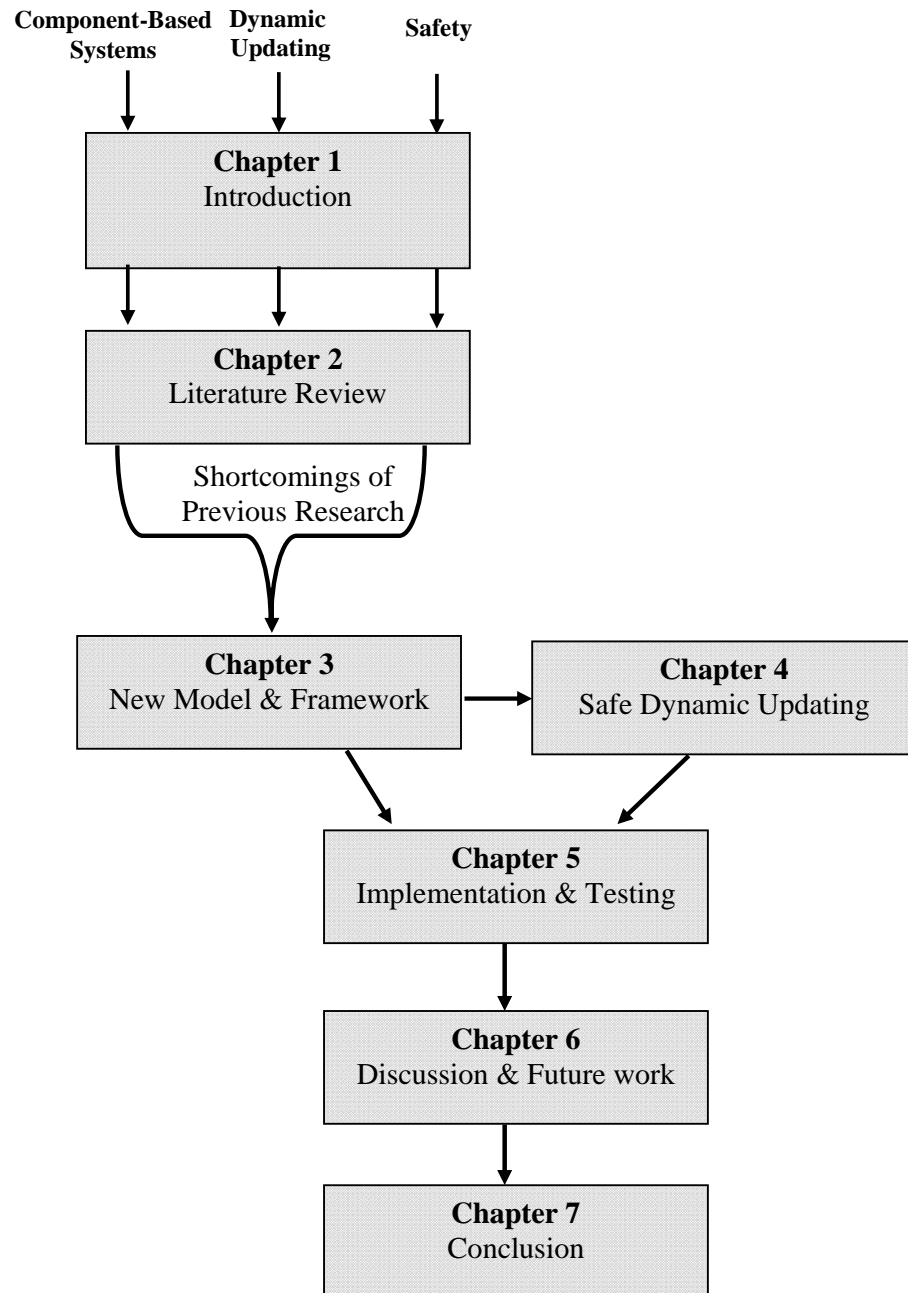 Component-Based
Systems
Dynamic
Updating
Safety
Chapter 1
Introduction
Chapter 2
Literature Review
Shortcomings of
Previous Research
Chapter 3
New Model & Framework
Chapter 4
Safe Dynamic Updating
Chapter 5
Implementation & Testing
Chapter 6
Discussion & Future work
Chapter 7
Conclusion